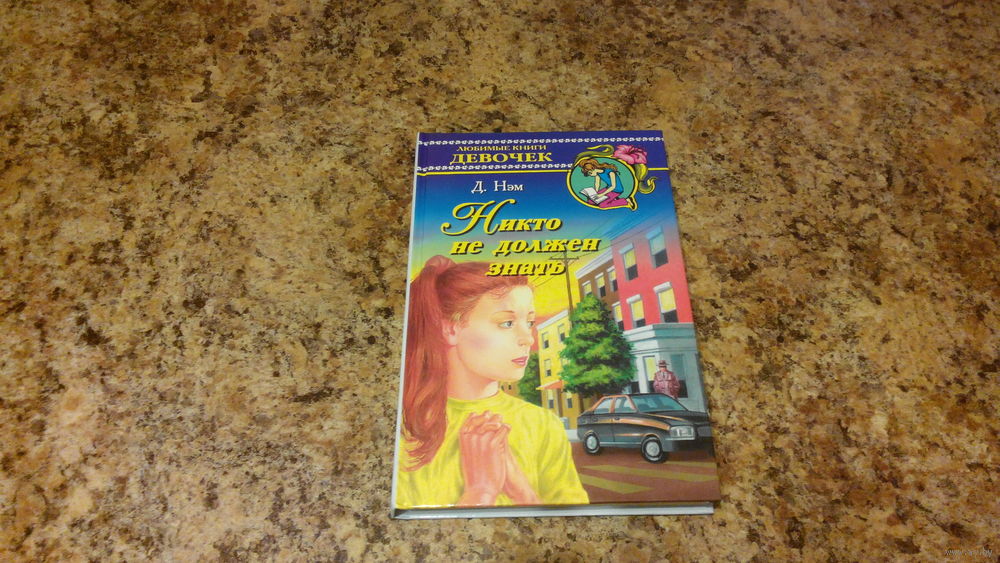 ЛЮБИМЫЕ КНИГИ
ДЕВОЧЕК
Д. Нэм
Никто
не должен
знать